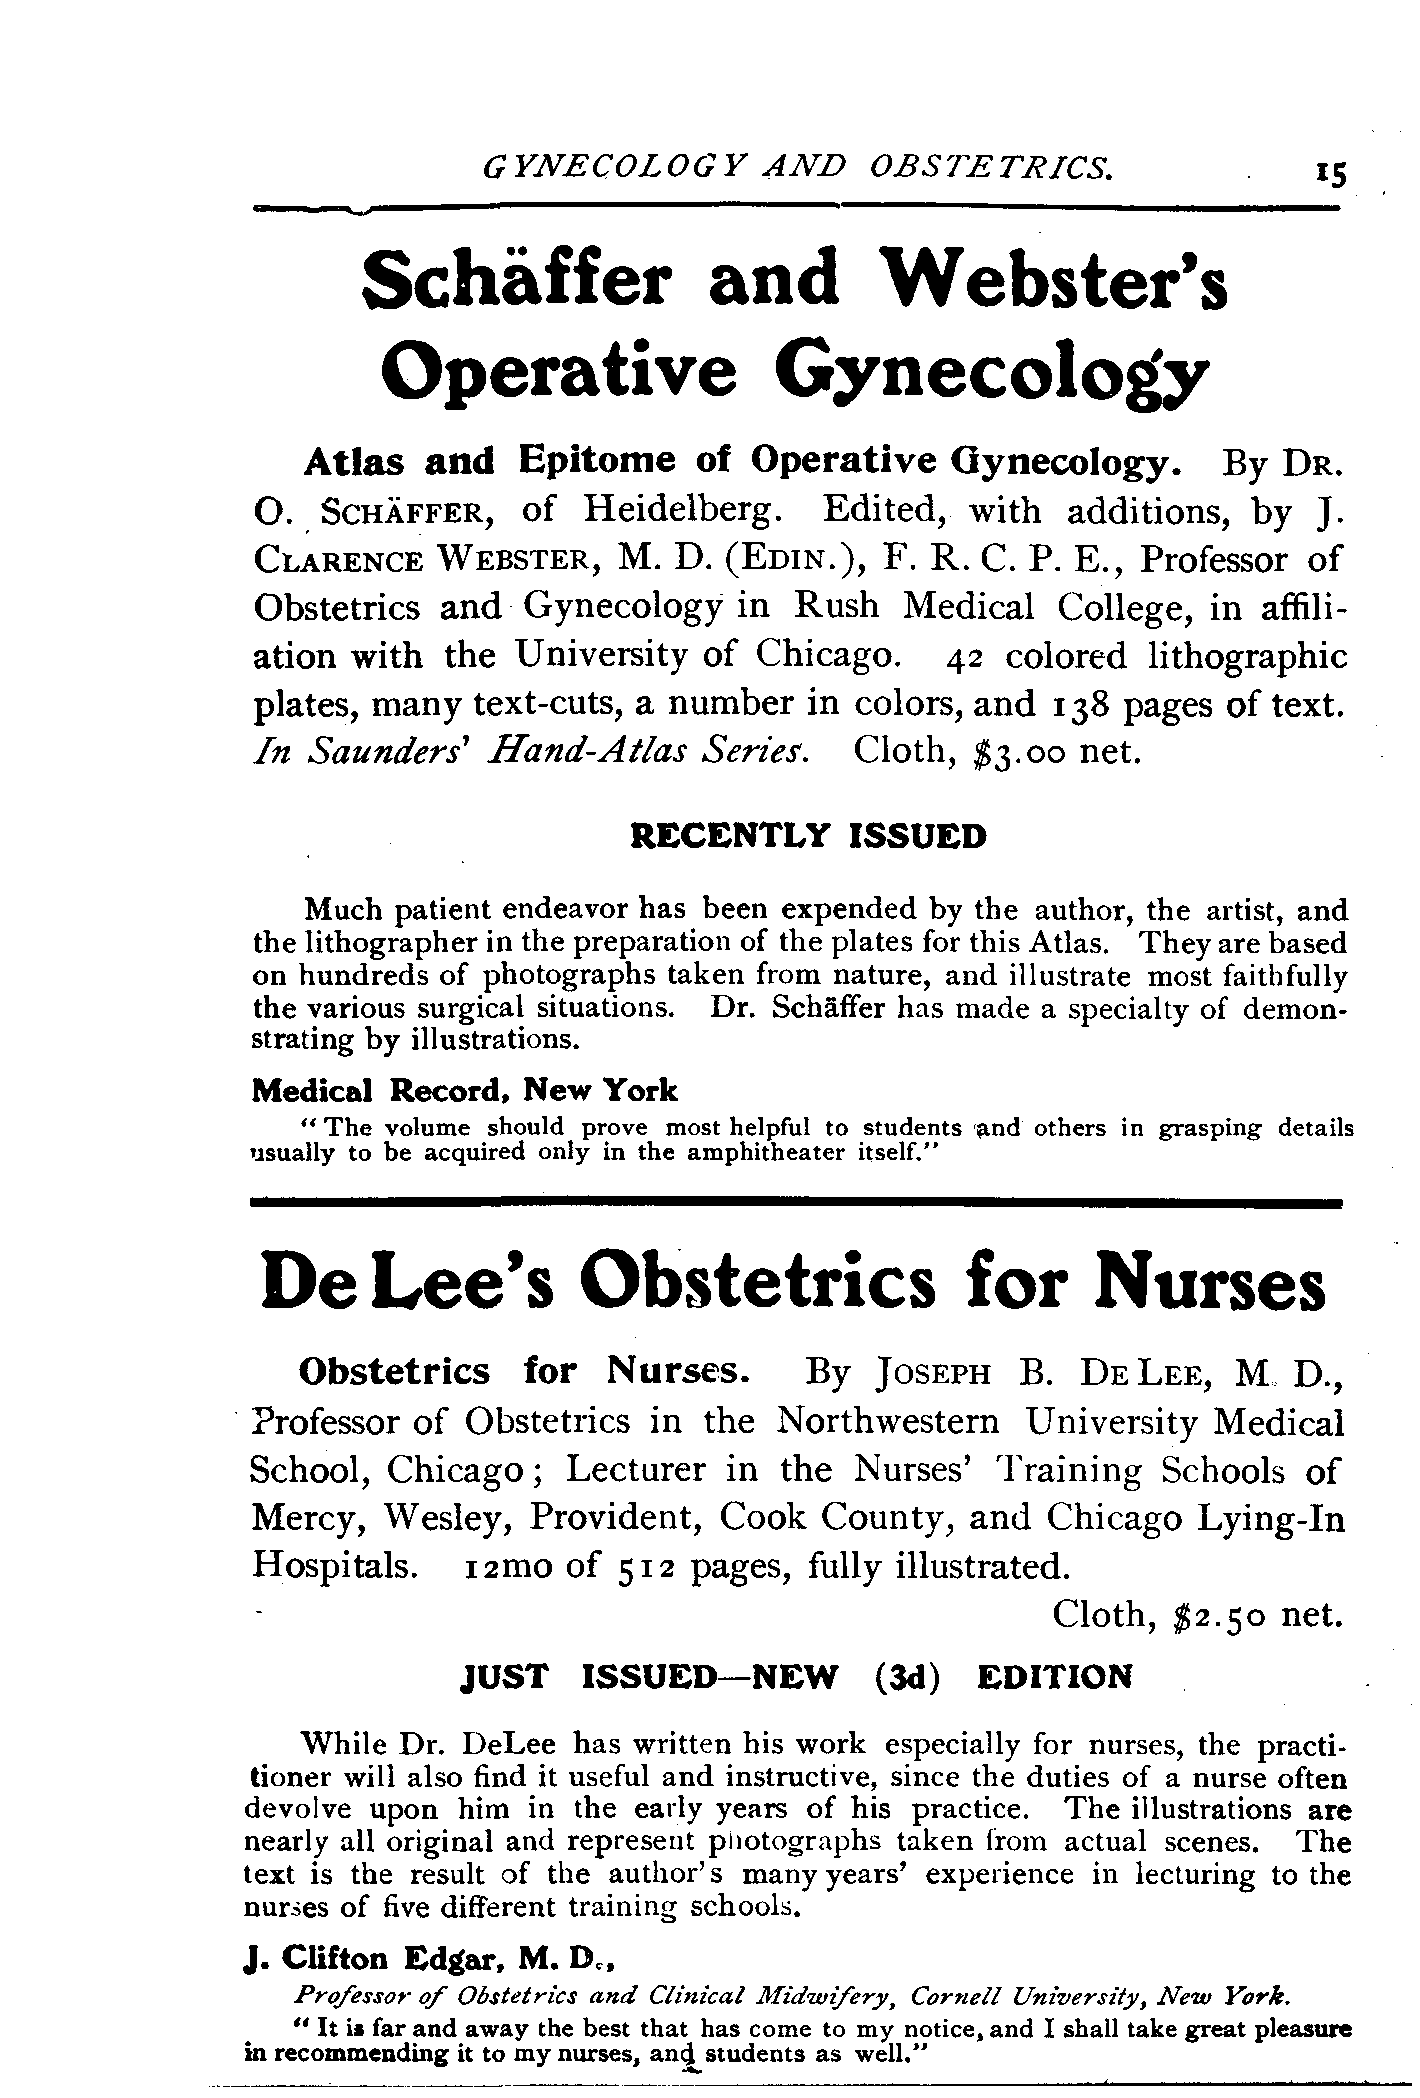 GYNECOLOGY AND OBSTETRICS. 15
Schäffer and Webster's
Operative Gynecology
Atlas and Epitome of Operative Gynecology. By Dr.
O. Schäffer, of Heidelberg. Edited, with additions, by J.
Clarence Webster, M. D. (Edin.), F. R. C. P. E., Professor of
Obstetrics and Gynecology in Rush Medical College, in affili-
ation with the University of Chicago. 42 colored lithographic
plates, many text-cuts, a number in colors, and 138 pages of text.
In Saunders' Hand-Atlas Series. Cloth, $3.00 net.
RECENTLY ISSUED
Much patient endeavor has been expended by the author, the artist, and
the lithographer in the preparation of the plates for this Atlas. They are based
on hundreds of photographs taken from nature, and illustrate most faithfully
the various surgical situations. Dr. Schäffer has made a specialty of demon-
strating by illustrations.
Medical Record, New York
"The volume should prove most helpful to students and others in grasping details
usually to be acquired only in the amphitheater itself."
DeLee's Obstetrics for Nurses
Obstetrics for Nurses. By Joseph B. DeLee, M. D.,
Professor of Obstetrics in the Northwestern University Medical
School, Chicago; Lecturer in the Nurses' Training Schools of
Mercy, Wesley, Provident, Cook County, and Chicago Lying-In
Hospitals. 12mo of 512 pages, fully illustrated.
Cloth, $2.50 net.
JUST ISSUED—NEW (3d) EDITION
While Dr. DeLee has written his work especially for nurses, the practi-
tioner will also find it useful and instructive, since the duties of a nurse often
devolve upon him in the early years of his practice. The illustrations are
nearly all original and represent photographs taken from actual scenes. The
text is the result of the author's many years' experience in lecturing to the
nurses of five different training schools.
J. Clifton Edgar, M. D.,
Professor of Obstetrics and Clinical Midwifery, Cornell University, New York.
"It is far and away the best that has come to my notice, and I shall take great pleasure
in recommending it to my nurses, and students as well."